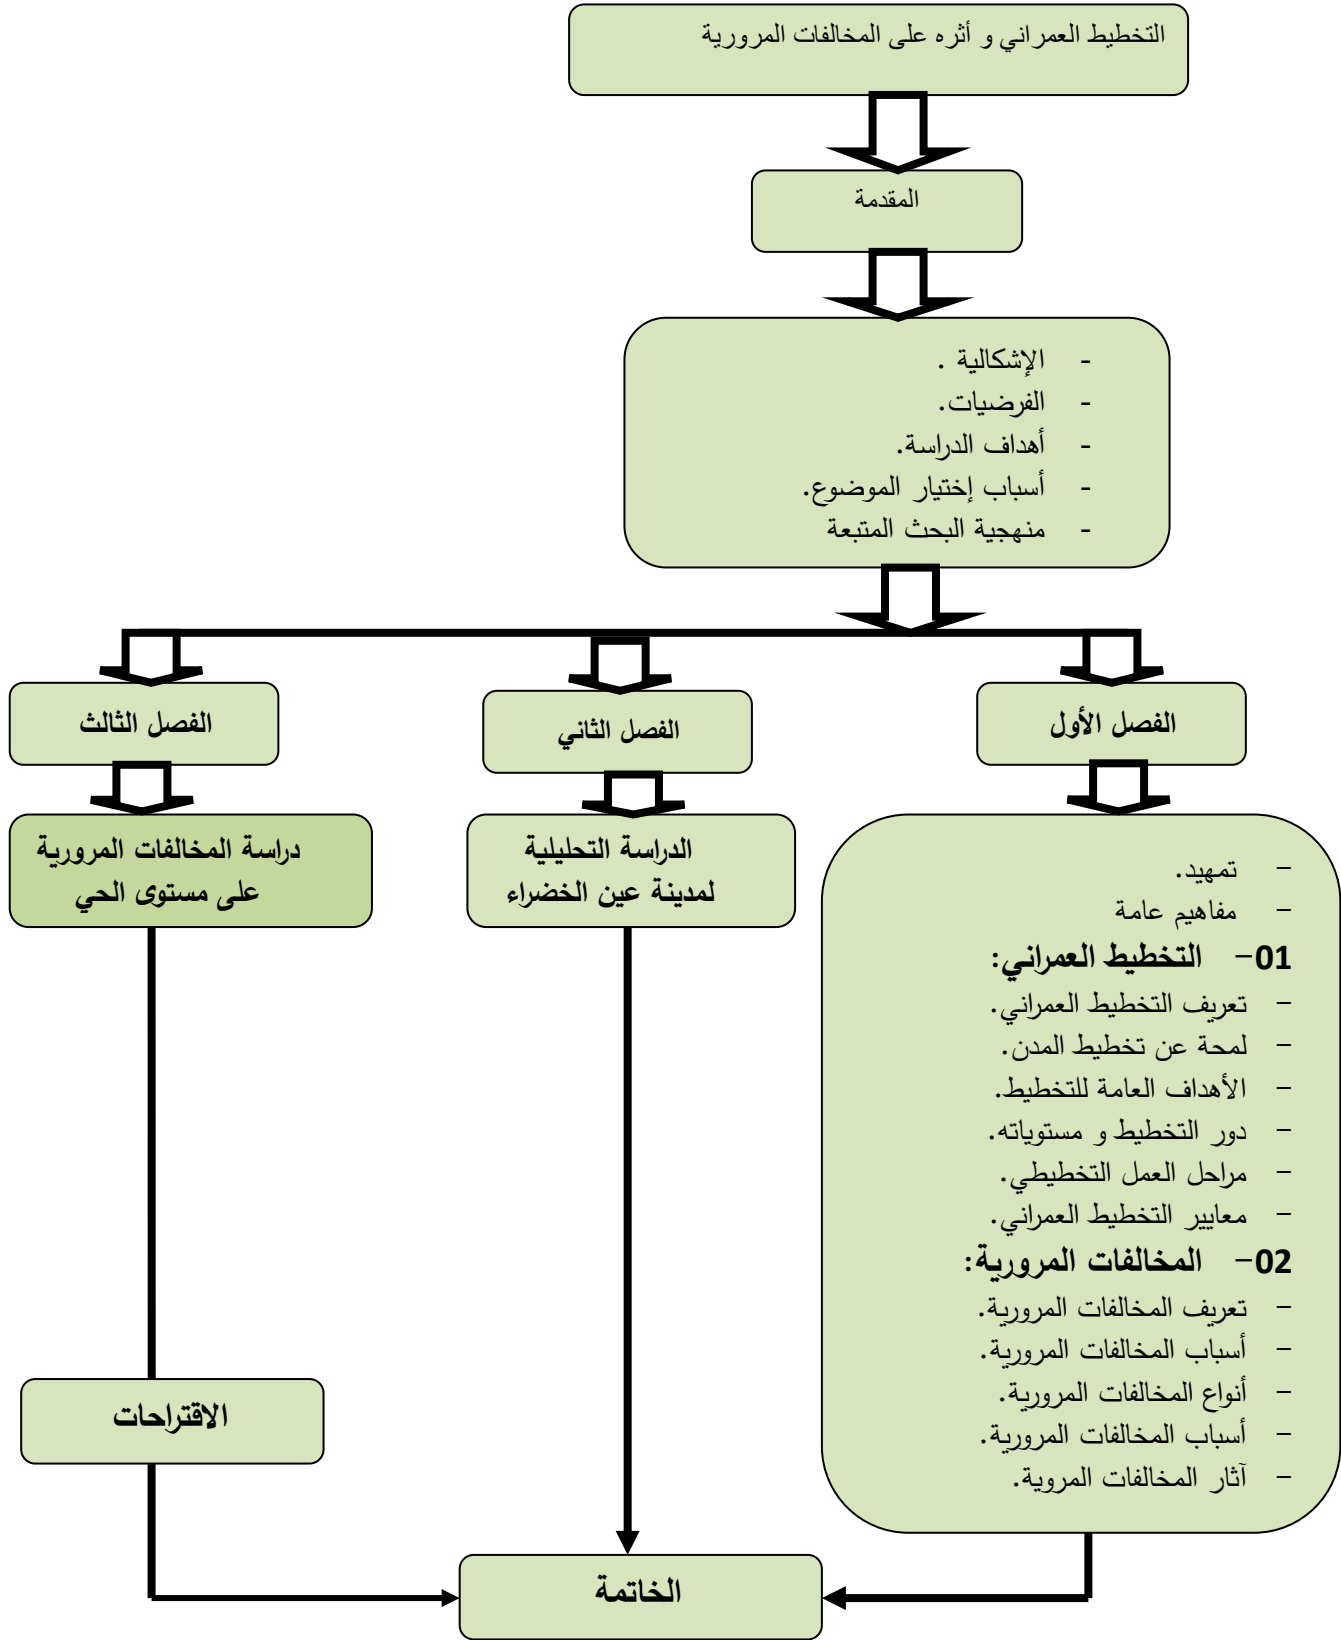 التخطيط العمراني و أثره على المخالفات المرورية
المقدمة
- الإشكالية .
- الفرضيات.
- أهداف الدراسة.
- أسباب إختيار الموضوع.
- منهجية البحث المتبعة
الفصل الأول
الفصل الثاني
الفصل الثالث
– تمهيد.
– مفاهيم عامة
01– التخطيط العمراني:
– تعريف التخطيط العمراني.
– لمحة عن تخطيط المدن.
– الأهداف العامة للتخطيط.
– دور التخطيط و مستوياته.
– مراحل العمل التخطيطي.
– معايير التخطيط العمراني.
02– المخالفات المرورية:
– تعريف المخالفات المرورية.
– أسباب المخالفات المرورية.
– أنواع المخالفات المرورية.
– أسباب المخالفات المرورية.
– آثار المخالفات المروية.
الدراسة التحليلية
لمدينة عين الخضراء
دراسة المخالفات المرورية
على مستوى الحي
الاقتراحات
الخاتمة